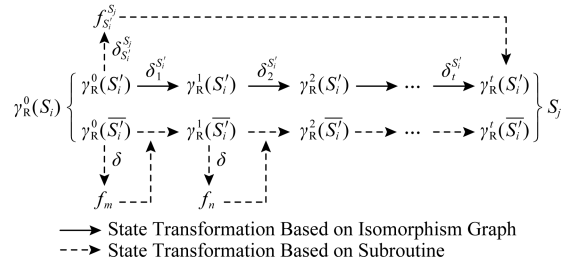 f_{S_i'}^{S_j}
δ_{S_i'}^{S_j}
γ_R^0(S_i) { γ_R^0(S_i') δ_1^{S_i'} γ_R^1(S_i') δ_2^{S_i'} γ_R^2(S_i') ... δ_t^{S_i'} γ_R^t(S_i') } S_j
γ_R^0(\overline{S_i'}) γ_R^1(\overline{S_i'}) γ_R^2(\overline{S_i'}) ... γ_R^t(\overline{S_i'})
δ δ
f_m f_n
State Transformation Based on Isomorphism Graph
State Transformation Based on Subroutine